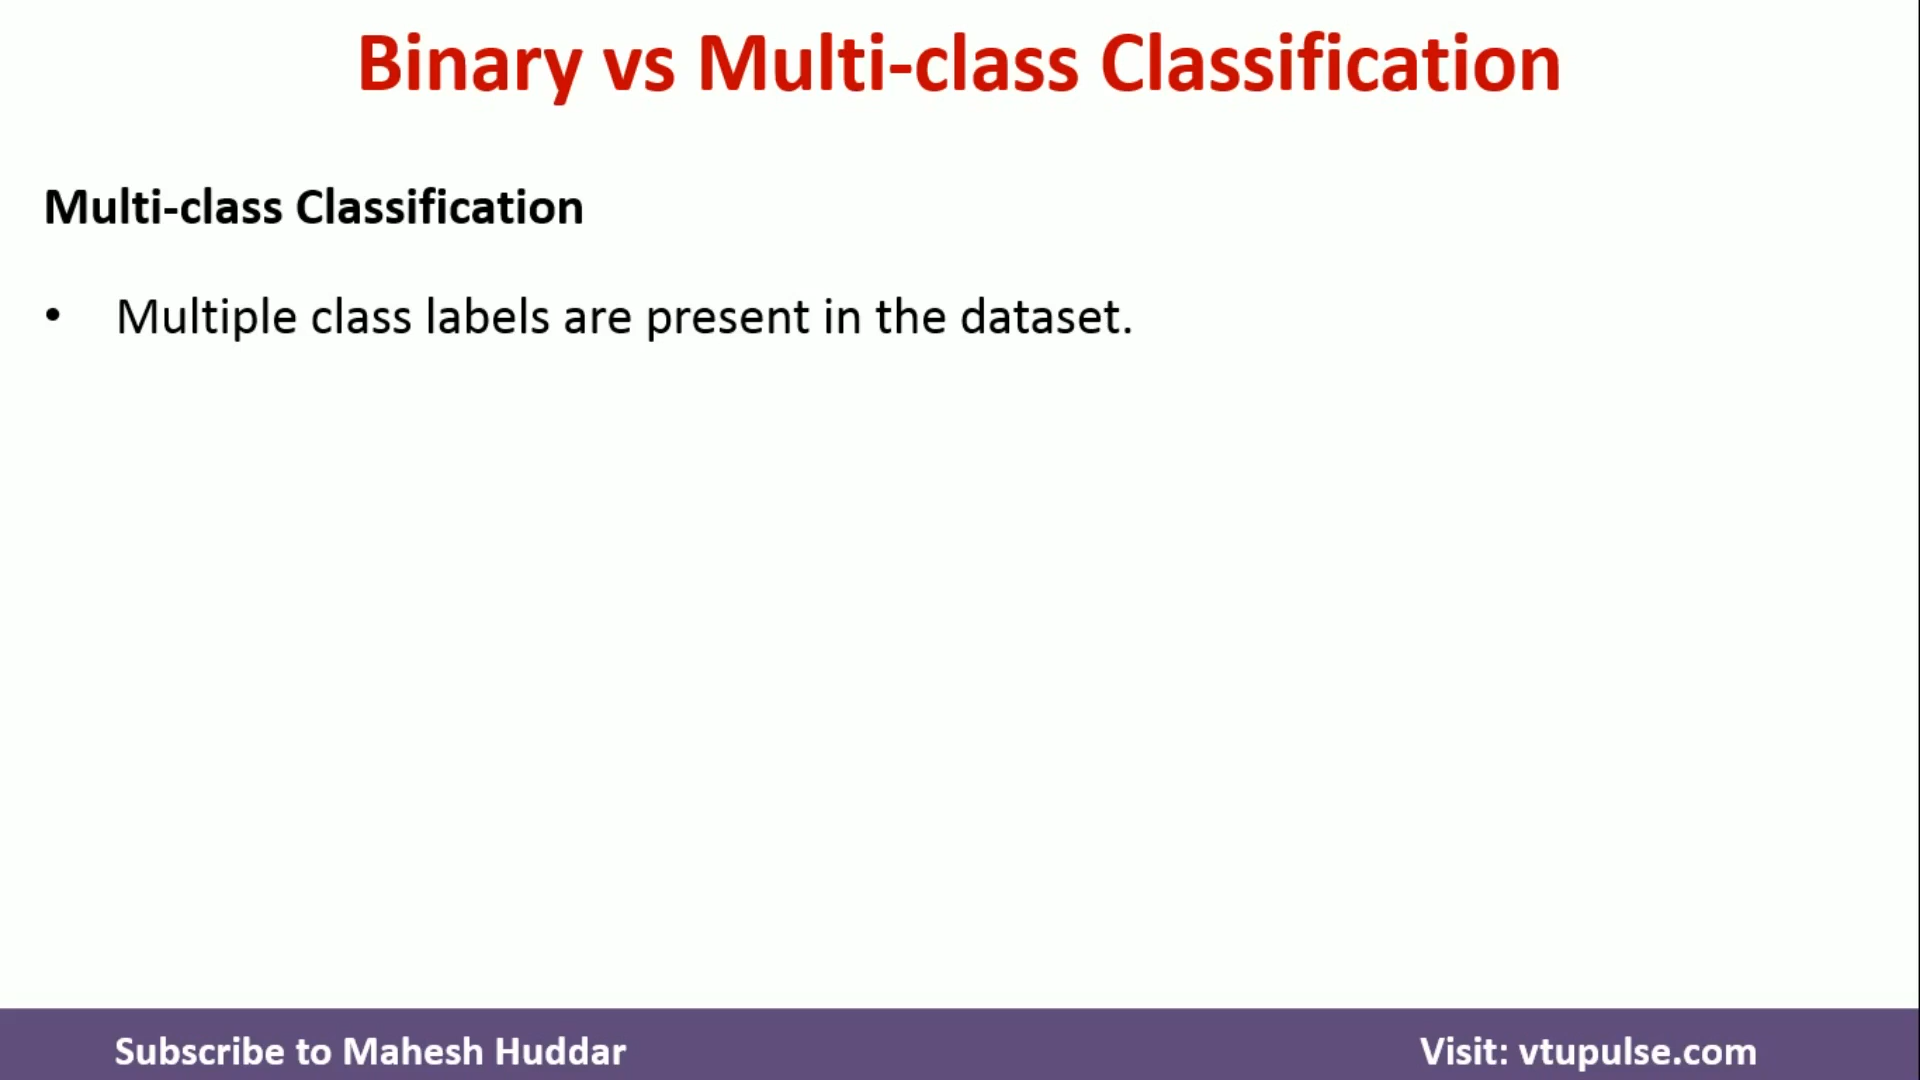 Binary vs Multi-class Classification
Multi-class Classification
• Multiple class labels are present in the dataset.
Subscribe to Mahesh Huddar
Visit: vtupulse.com